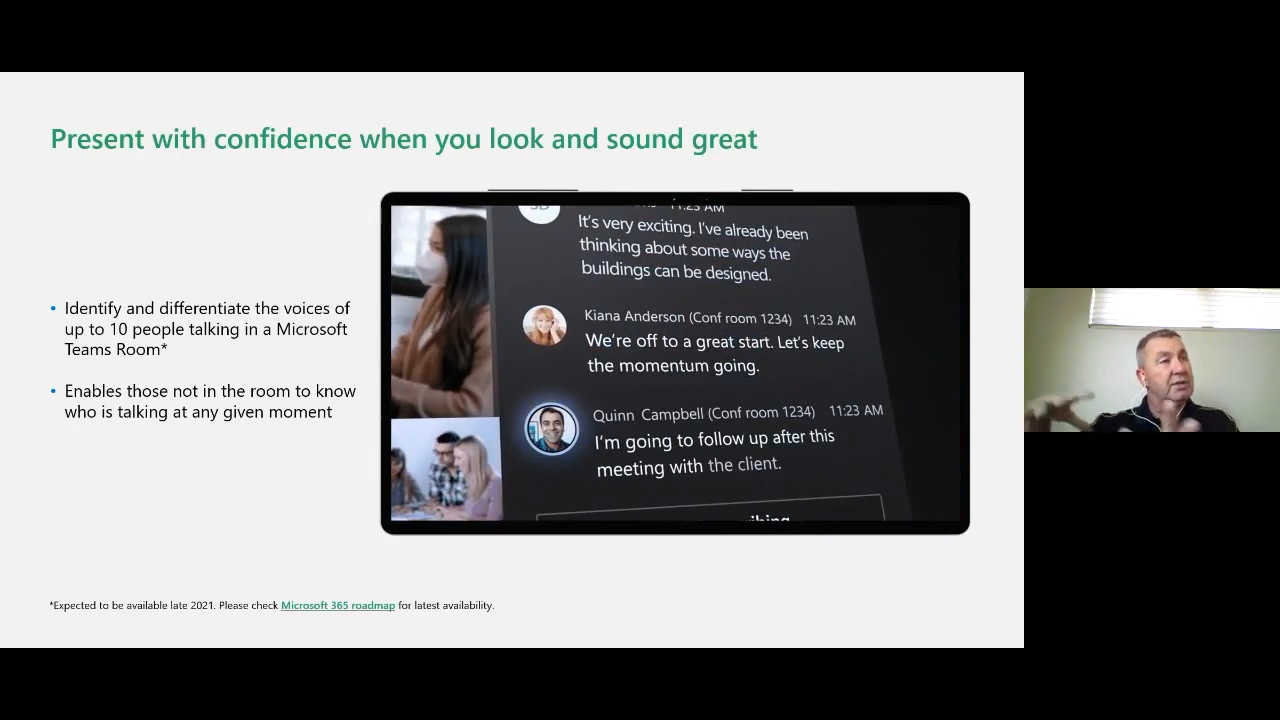 Present with confidence when you look and sound great
• Identify and differentiate the voices of
up to 10 people talking in a Microsoft
Teams Room*
• Enables those not in the room to know
who is talking at any given moment
11:23 AM
It's very exciting. I've already been
thinking about some ways the
buildings can be designed.
Kiana Anderson (Conf room 1234) 11:23 AM
We're off to a great start. Let's keep
the momentum going.
Quinn Campbell (Conf room 1234) 11:23 AM
I'm going to follow up after this
meeting with the client.
*Expected to be available late 2021. Please check Microsoft 365 roadmap for latest availability.